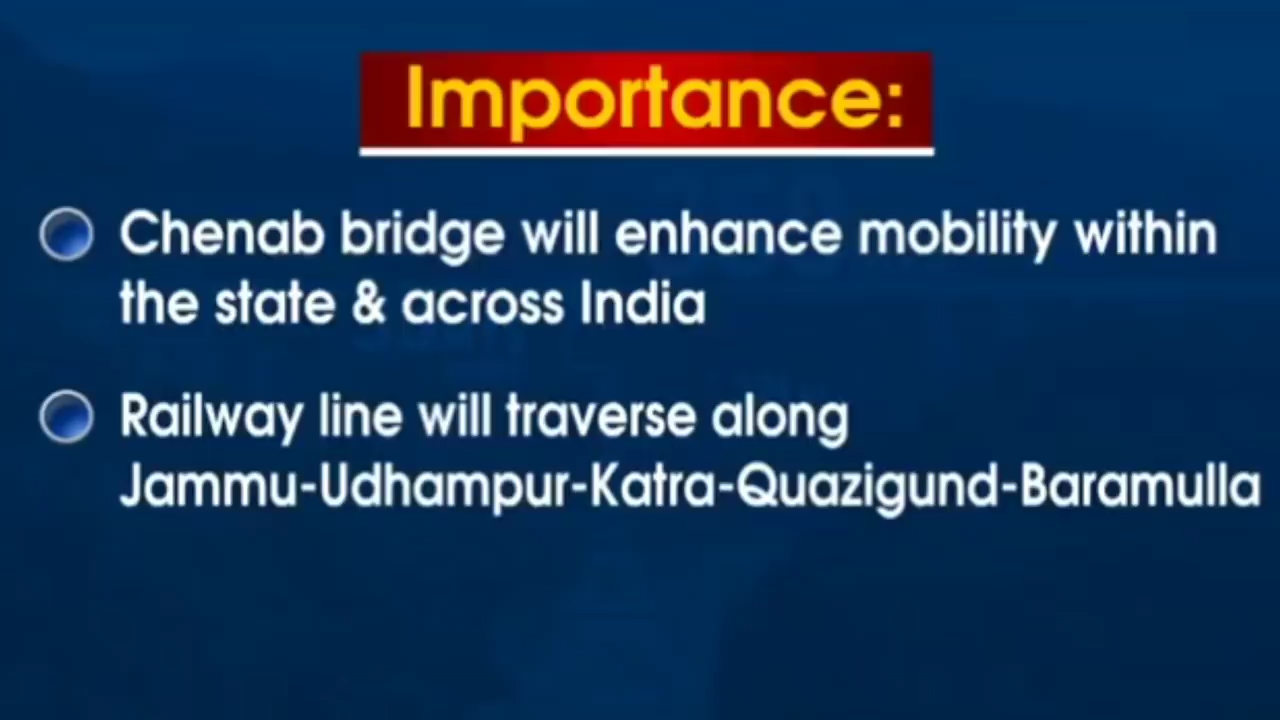 Importance:
Chenab bridge will enhance mobility within
the state & across India
Railway line will traverse along
Jammu-Udhampur-Katra-Quazigund-Baramulla